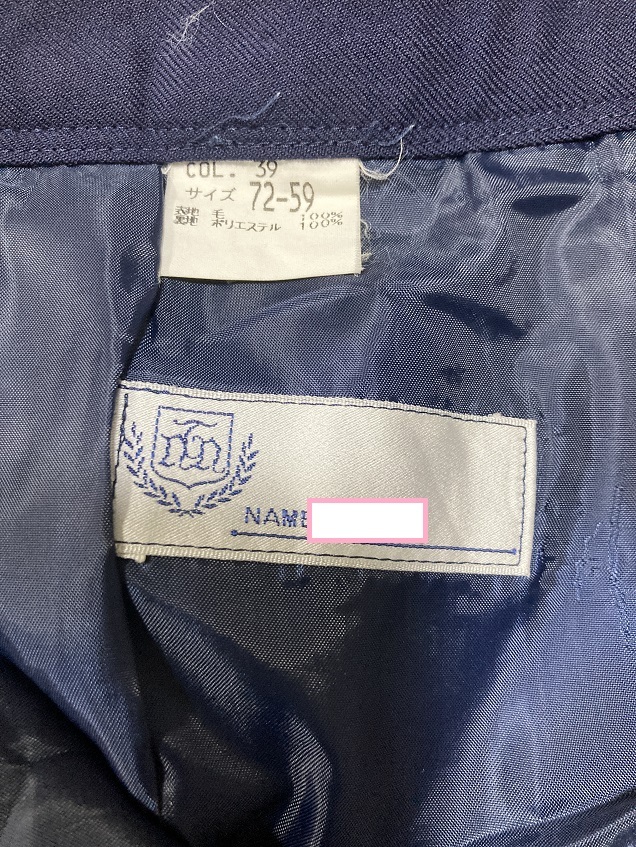 COL. 39
サイズ 72-59
表地 毛 100%
裏地 ポリエステル 100%
NAME